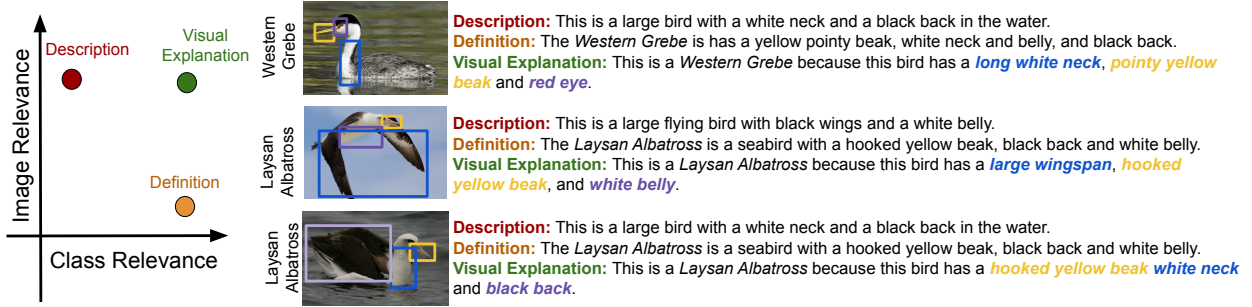 Image Relevance
Class Relevance
Description
Visual
Explanation
Definition
Western
Grebe
Description: This is a large bird with a white neck and a black back in the water.
Definition: The Western Grebe is has a yellow pointy beak, white neck and belly, and black back.
Visual Explanation: This is a Western Grebe because this bird has a long white neck, pointy yellow
beak and red eye.
Laysan
Albatross
Description: This is a large flying bird with black wings and a white belly.
Definition: The Laysan Albatross is a seabird with a hooked yellow beak, black back and white belly.
Visual Explanation: This is a Laysan Albatross because this bird has a large wingspan, hooked
yellow beak, and white belly.
Laysan
Albatross
Description: This is a large bird with a white neck and a black back in the water.
Definition: The Laysan Albatross is a seabird with a hooked yellow beak, black back and white belly.
Visual Explanation: This is a Laysan Albatross because this bird has a hooked yellow beak white neck
and black back.